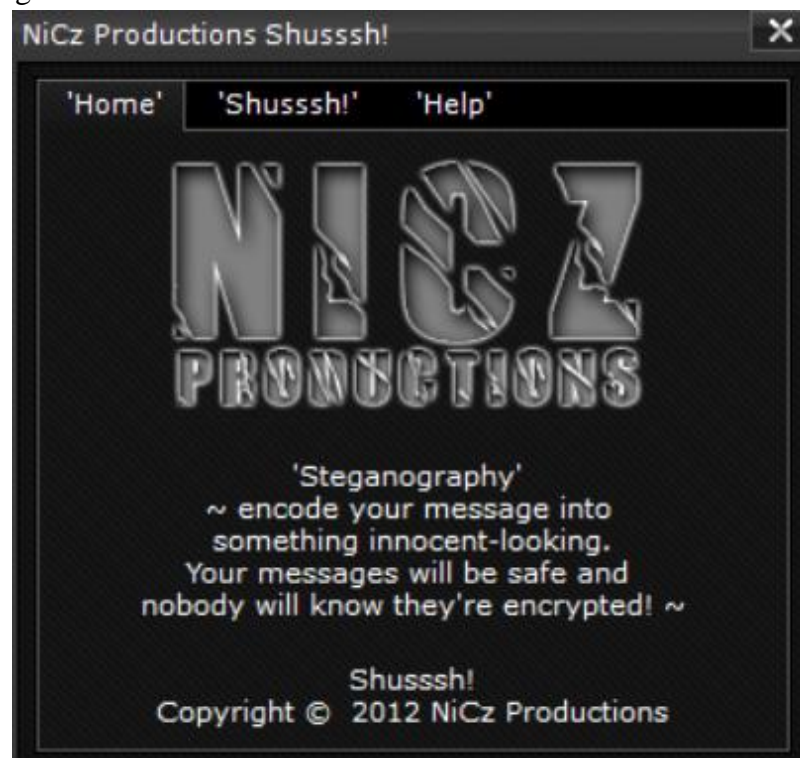 NiCz Productions Shusssh!
'Home' 'Shusssh!' 'Help'
NICZ
PRODUCTIONS
'Steganography'
~ encode your message into
something innocent-looking.
Your messages will be safe and
nobody will know they're encrypted! ~
Shusssh!
Copyright © 2012 NiCz Productions